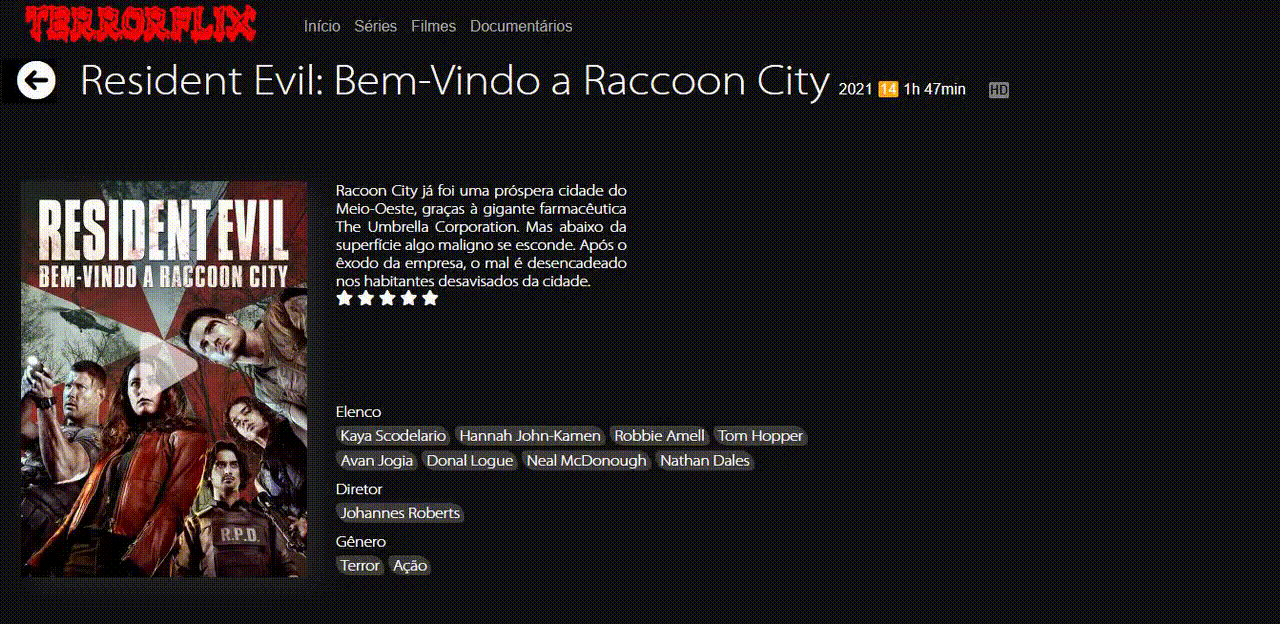 TERRORFLIX
Início Séries Filmes Documentários
Resident Evil: Bem-Vindo a Raccoon City 2021 14 1h 47min HD
RESIDENT EVIL
BEM-VINDO A RACCOON CITY
R.P.D.
Racoon City já foi uma próspera cidade do
Meio-Oeste, graças à gigante farmacêutica
The Umbrella Corporation. Mas abaixo da
superfície algo maligno se esconde. Após o
êxodo da empresa, o mal é desencadeado
nos habitantes desavisados da cidade.
Elenco
Kaya Scodelario Hannah John-Kamen Robbie Amell Tom Hopper
Avan Jogia Donal Logue Neal McDonough Nathan Dales
Diretor
Johannes Roberts
Gênero
Terror Ação